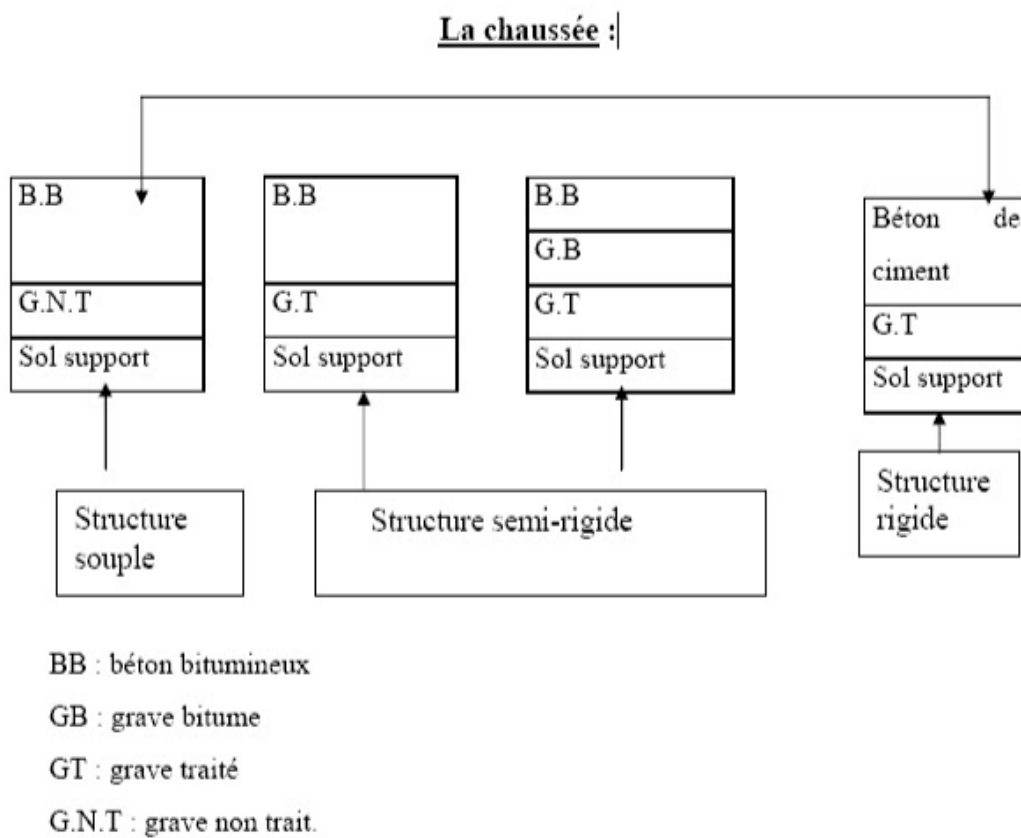 La chaussée :
B.B
G.N.T
Sol support
B.B
G.T
Sol support
B.B
G.B
G.T
Sol support
Béton de
ciment
G.T
Sol support
Structure
souple
Structure semi-rigide
Structure
rigide
BB : béton bitumineux
GB : grave bitume
GT : grave traité
G.N.T : grave non trait.